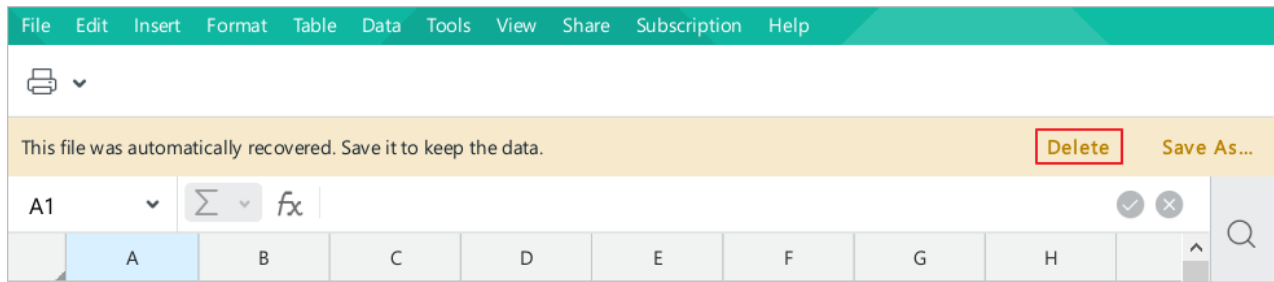 File Edit Insert Format Table Data Tools View Share Subscription Help
This file was automatically recovered. Save it to keep the data. Delete Save As...
A1 Σ fx
A B C D E F G H